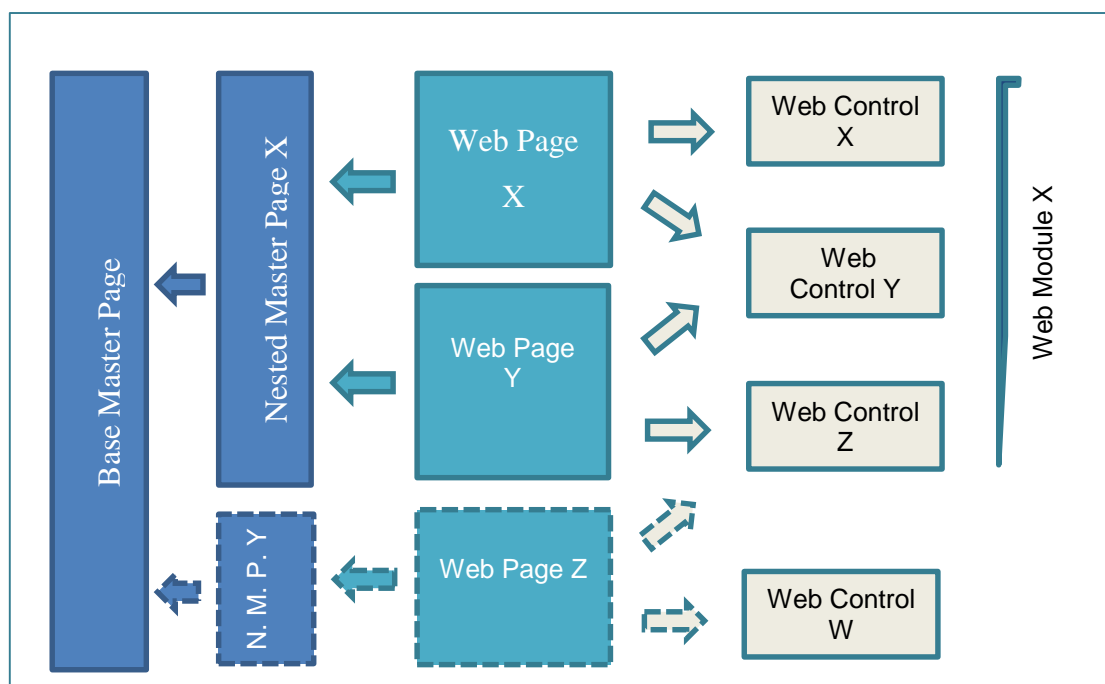 Base Master Page
Nested Master Page X
Web Page
X
Web Control
X
Web
Control Y
Web Module X
Web Page
Y
Web Control
Z
N. M. P. Y
Web Page Z
Web Control
W